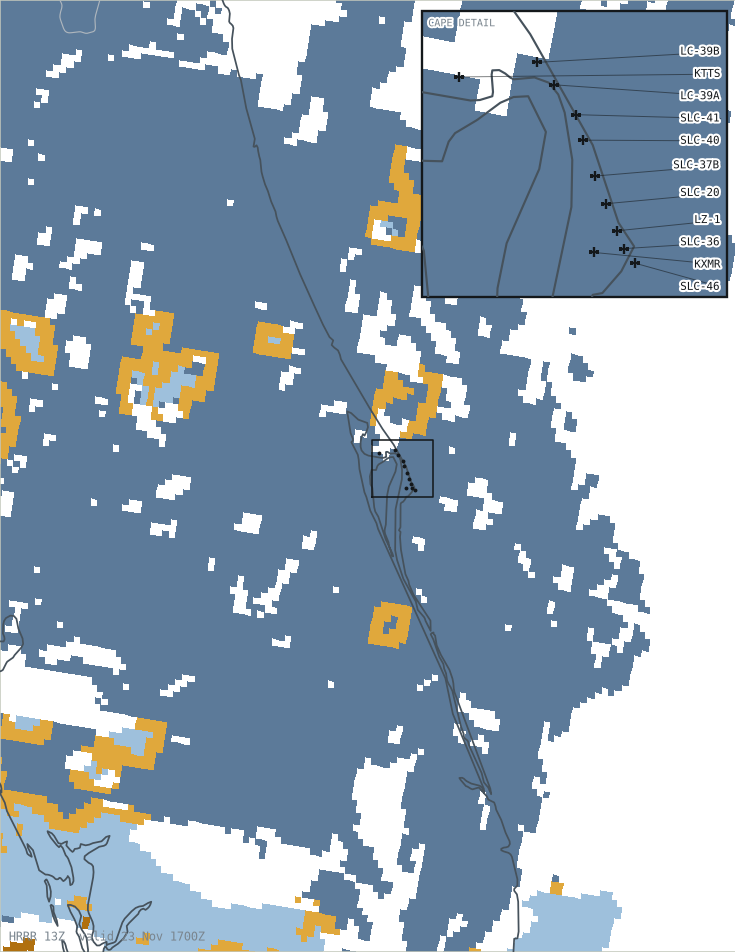 CAPE DETAIL
LC-39B
KTTS
LC-39A
SLC-41
SLC-40
SLC-37B
SLC-20
LZ-1
SLC-36
KXMR
SLC-46
HRRR 13Z valid 23 Nov 1700Z